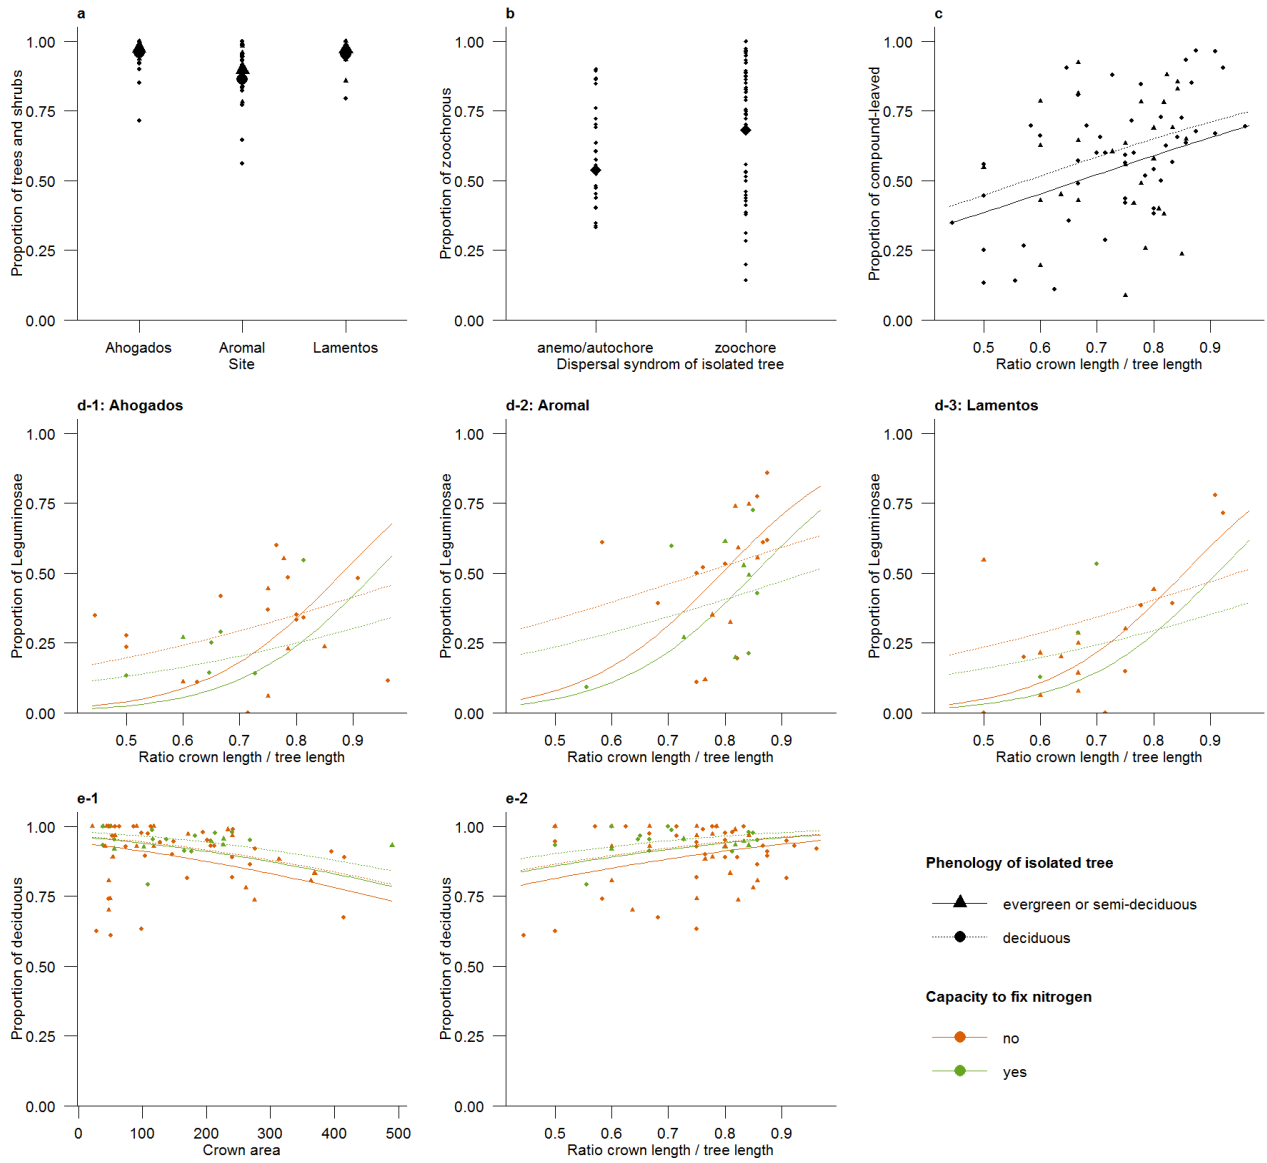 a
Proportion of trees and shrubs
1.00
0.75
0.50
0.25
0.00
Ahogados Aromal Lamentos
Site
b
Proportion of zoochorous
1.00
0.75
0.50
0.25
0.00
anemo/autochore zoochore
Dispersal syndrom of isolated tree
c
Proportion of compound-leaved
1.00
0.75
0.50
0.25
0.00
0.5 0.6 0.7 0.8 0.9
Ratio crown length / tree length
d-1: Ahogados
Proportion of Leguminosae
1.00
0.75
0.50
0.25
0.00
0.5 0.6 0.7 0.8 0.9
Ratio crown length / tree length
d-2: Aromal
Proportion of Leguminosae
1.00
0.75
0.50
0.25
0.00
0.5 0.6 0.7 0.8 0.9
Ratio crown length / tree length
d-3: Lamentos
Proportion of Leguminosae
1.00
0.75
0.50
0.25
0.00
0.5 0.6 0.7 0.8 0.9
Ratio crown length / tree length
e-1
Proportion of deciduous
1.00
0.75
0.50
0.25
0.00
0 100 200 300 400 500
Crown area
e-2
Proportion of deciduous
1.00
0.75
0.50
0.25
0.00
0.5 0.6 0.7 0.8 0.9
Ratio crown length / tree length
Phenology of isolated tree
evergreen or semi-deciduous
deciduous
Capacity to fix nitrogen
no
yes